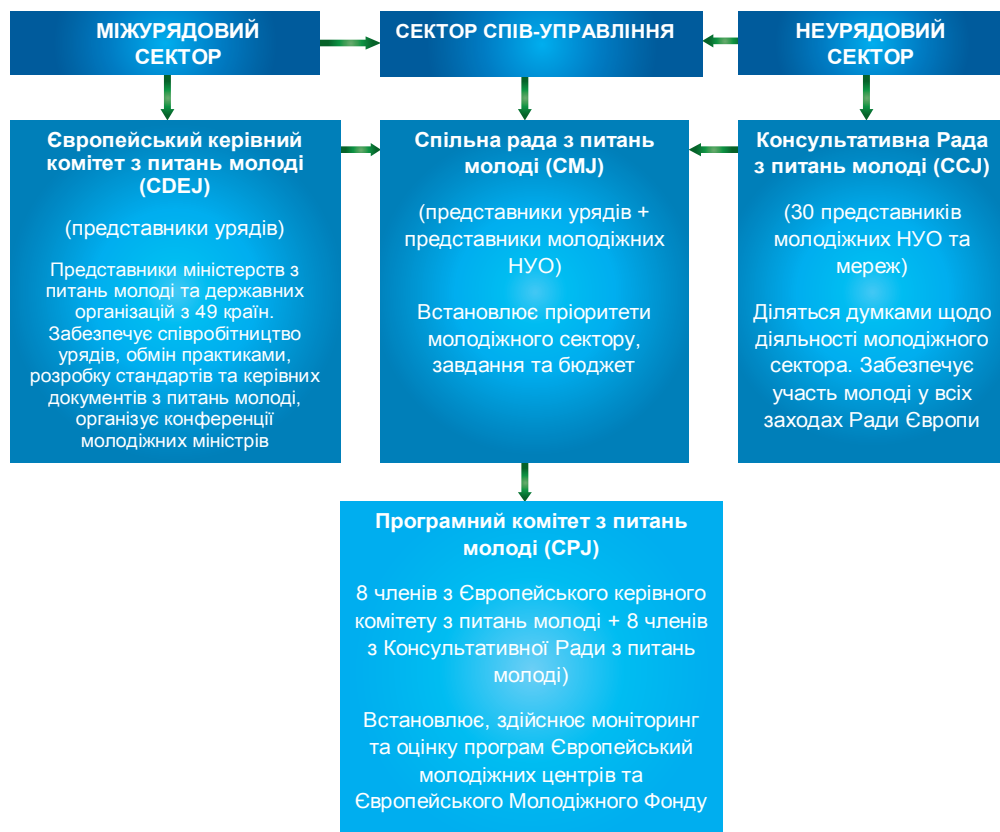 МІЖУРЯДОВИЙ
СЕКТОР
СЕКТОР СПІВ-УПРАВЛІННЯ
НЕУРЯДОВИЙ
СЕКТОР
Європейський керівний
комітет з питань молоді
(CDEJ)
(представники урядів)
Представники міністерств з
питань молоді та державних
організацій з 49 країн.
Забезпечує співробітництво
урядів, обмін практиками,
розробку стандартів та керівних
документів з питань молоді,
організує конференції
молодіжних міністрів
Спільна рада з питань
молоді (CMJ)
(представники урядів +
представники молодіжних
НУО)
Встановлює пріоритети
молодіжного сектору,
завдання та бюджет
Консультативна Рада
з питань молоді (CCJ)
(30 представників
молодіжних НУО та
мереж)
Діляться думками щодо
діяльності молодіжного
сектора. Забезпечує
участь молоді у всіх
заходах Ради Європи
Програмний комітет з питань
молоді (CPJ)
8 членів з Європейського керівного
комітету з питань молоді + 8 членів
з Консультативної Ради з питань
молоді)
Встановлює, здійснює моніторинг
та оцінку програм Європейський
молодіжних центрів та
Європейського Молодіжного Фонду